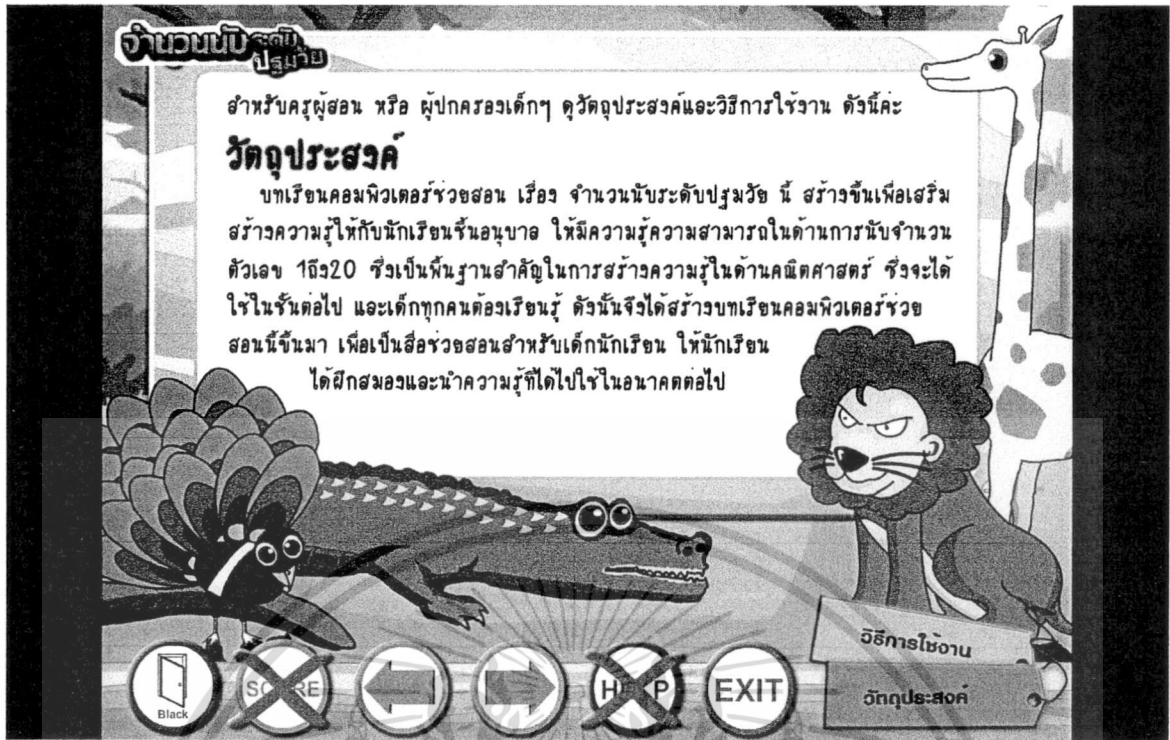 จำนวนนับระดับ
ปฐมวัย
สำหรับครูผู้สอน หรือ ผู้ปกครองเด็กๆ ดูวัตถุประสงค์และวิธีการใช้งาน ดังนี้ค่ะ
วัตถุประสงค์
บทเรียนคอมพิวเตอร์ช่วยสอน เรื่อง จำนวนนับระดับปฐมวัย นี้ สร้างขึ้นเพื่อเสริม
สร้างความรู้ให้กับนักเรียนชั้นอนุบาล ให้มีความรู้ความสามารถในด้านการนับจำนวน
ตัวเลข 1ถึง20 ซึ่งเป็นพื้นฐานสำคัญในการสร้างความรู้ในด้านคณิตศาสตร์ ซึ่งจะได้
ใช้ในชั้นต่อไป และเด็กทุกคนต้องเรียนรู้ ดังนั้นจึงได้สร้างบทเรียนคอมพิวเตอร์ช่วย
สอนนี้ขึ้นมา เพื่อเป็นสื่อช่วยสอนสำหรับเด็กนักเรียน ให้นักเรียน
ได้ฝึกสมองและนำความรู้ที่ได้ไปใช้ในอนาคตต่อไป
วิธีการใช้งาน
วัตถุประสงค์
Black
SCORE
HELP
EXIT